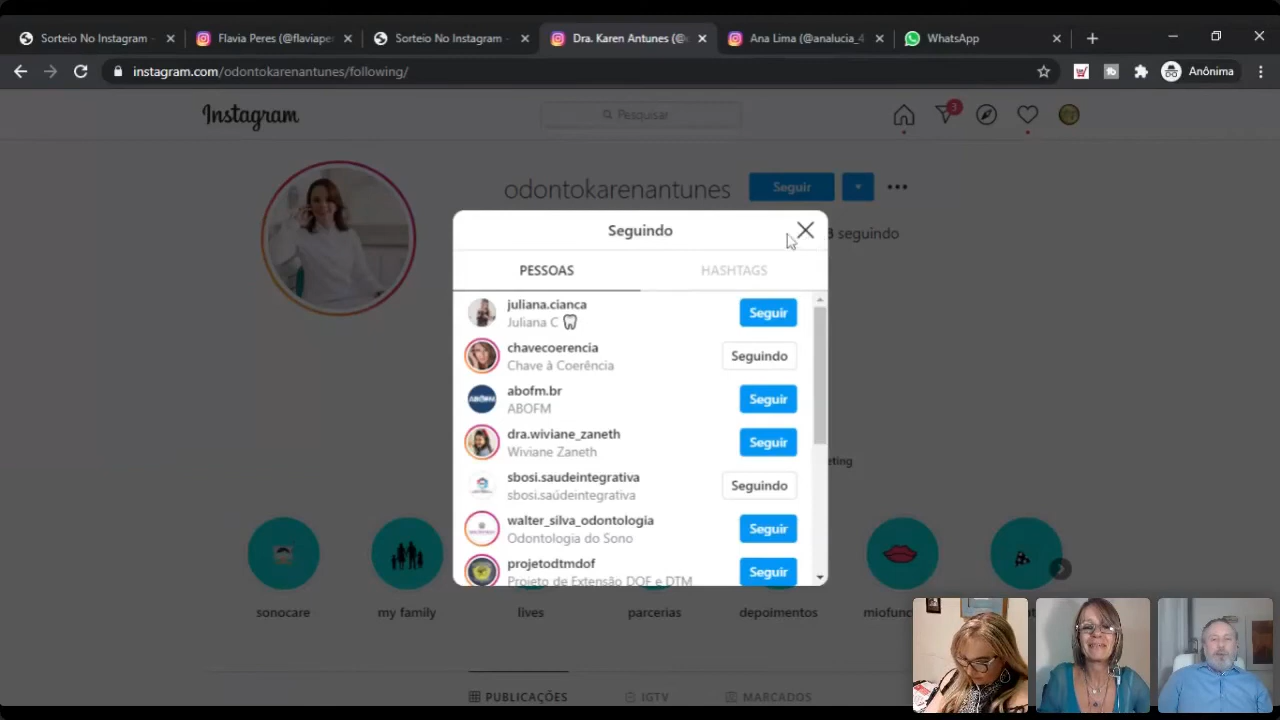 Sorteio No Instagram
Flavia Peres (@flaviape
Sorteio No Instagram
Dra. Karen Antunes (@
Ana Lima (@analucia_4
WhatsApp
instagram.com/odontokarenantunes/following/
Anônima
Instagram
Pesquisar
3
odontokarenantunes
Seguir
seguindo
Seguindo
PESSOAS
HASHTAGS
juliana.cianca
Juliana C
Seguir
chavecoerencia
Chave à Coerência
Seguindo
abofm.br
ABOFM
Seguir
dra.wiviane_zaneth
Wiviane Zaneth
Seguir
sbosi.saudeintegrativa
sbosi.saúdeintegrativa
Seguindo
walter_silva_odontologia
Odontologia do Sono
Seguir
projetodtmdof
Projeto de Extensão DOF e DTM
Seguir
eting
sonocare
my family
lives
parcerias
depoimentos
miofunc
PUBLICAÇÕES
IGTV
MARCADOS